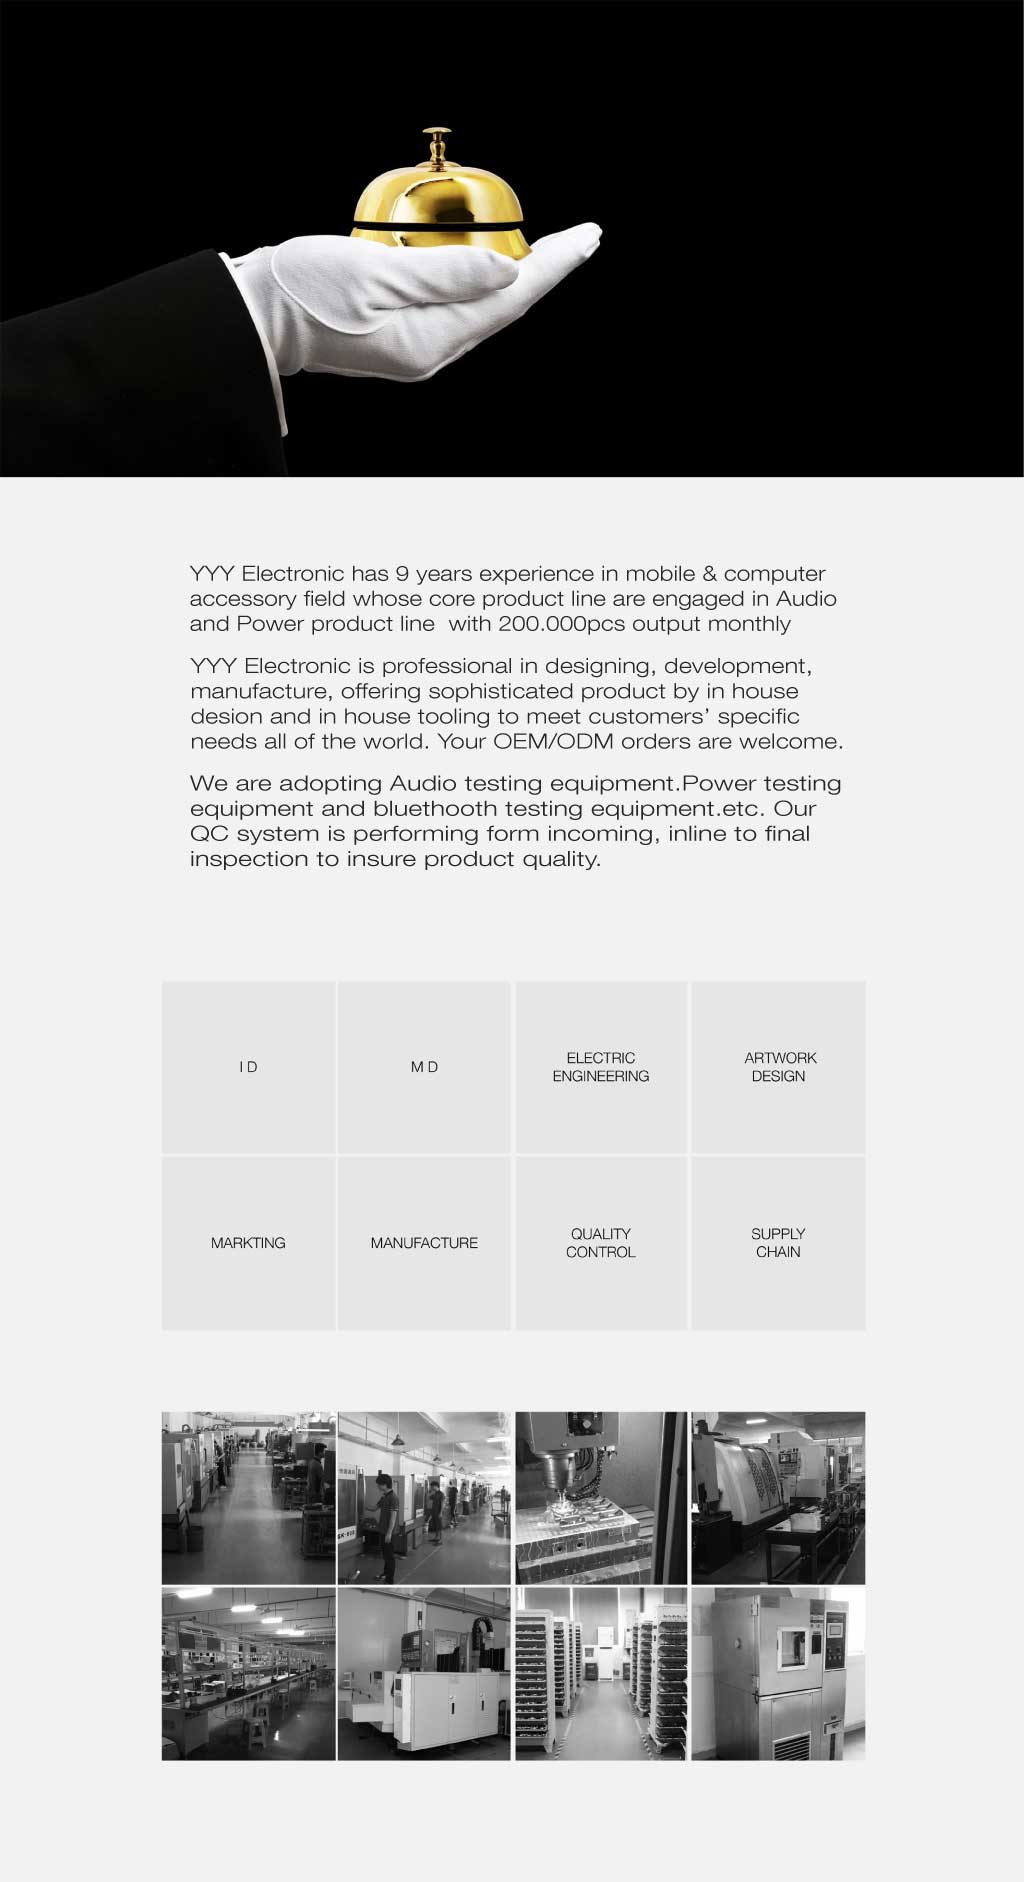 YYY Electronic has 9 years experience in mobile & computer
accessory field whose core product line are engaged in Audio
and Power product line with 200.000pcs output monthly
YYY Electronic is professional in designing, development,
manufacture, offering sophisticated product by in house
desion and in house tooling to meet customers’ specific
needs all of the world. Your OEM/ODM orders are welcome.
We are adopting Audio testing equipment.Power testing
equipment and bluethooth testing equipment.etc. Our
QC system is performing form incoming, inline to final
inspection to insure product quality.
I D
M D
ELECTRIC
ENGINEERING
ARTWORK
DESIGN
MARKTING
MANUFACTURE
QUALITY
CONTROL
SUPPLY
CHAIN